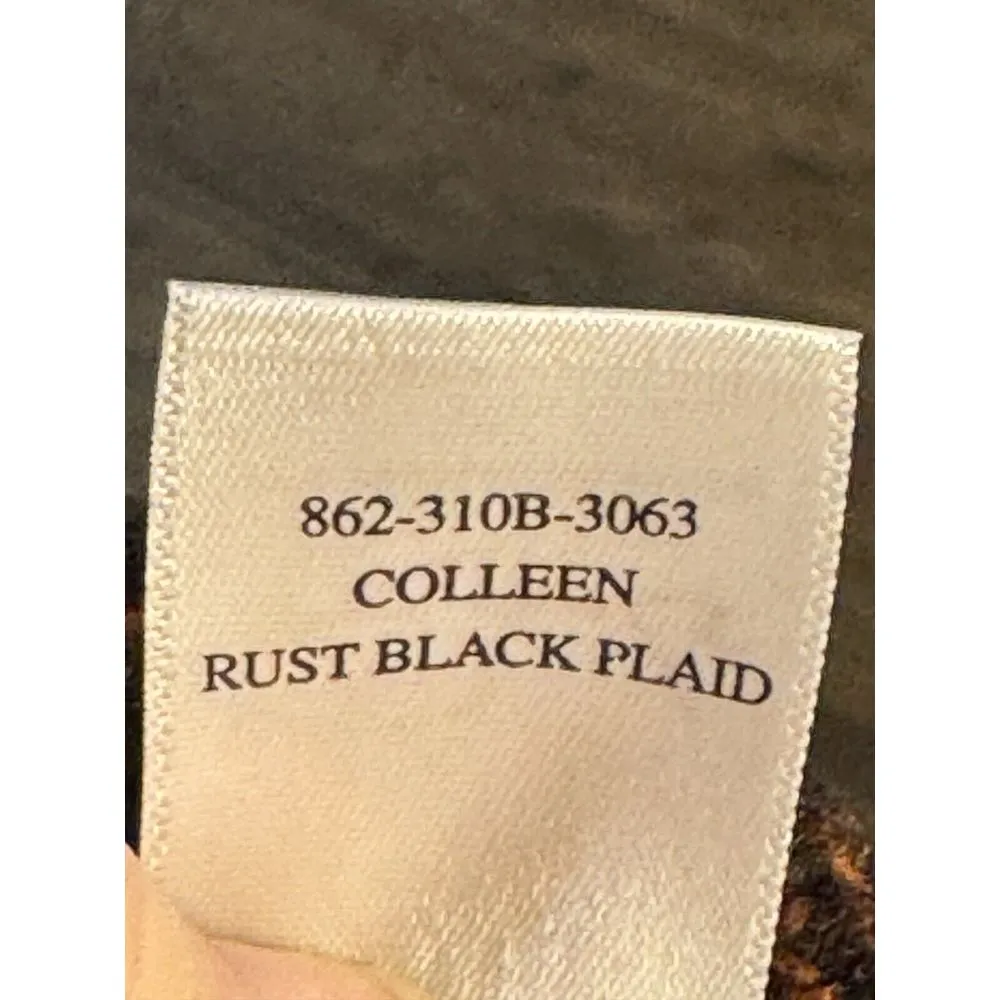 862-310B-3063
COLLEEN
RUST BLACK PLAID